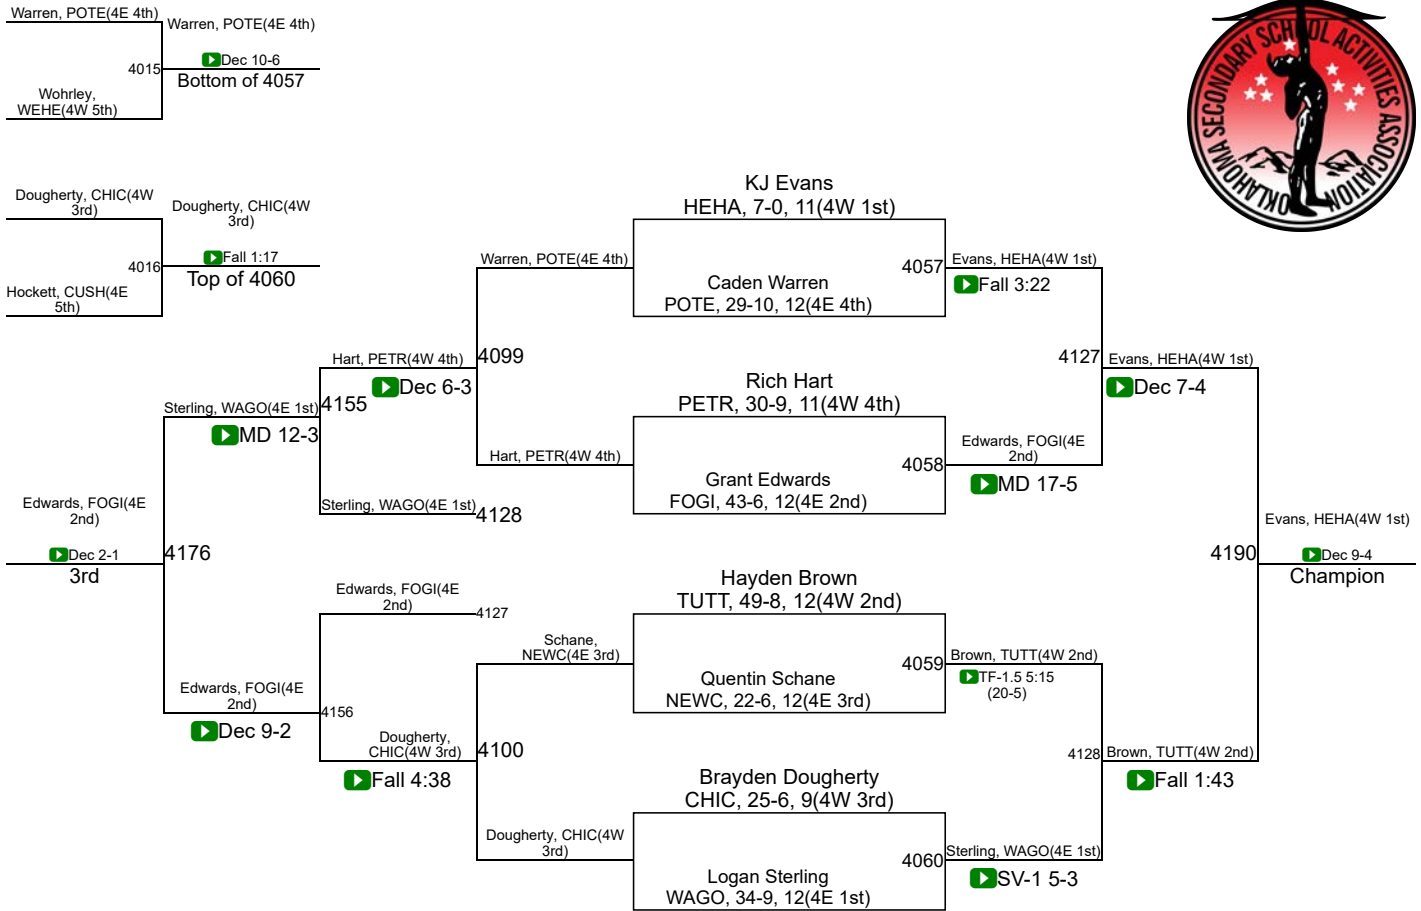 Warren, POTE(4E 4th)
Warren, POTE(4E 4th)
Dec 10-6
4015
Bottom of 4057
Wohrley,
WEHE(4W 5th)
OKLAHOMA SECONDARY SCHOOL ACTIVITIES ASSOCIATION
Dougherty, CHIC(4W
3rd)
Dougherty, CHIC(4W
3rd)
Fall 1:17
4016
Top of 4060
Hockett, CUSH(4E
5th)
KJ Evans
HEHA, 7-0, 11(4W 1st)
Warren, POTE(4E 4th)
4057
Evans, HEHA(4W 1st)
Caden Warren
POTE, 29-10, 12(4E 4th)
Fall 3:22
Hart, PETR(4W 4th)
4099
Dec 6-3
4127
Evans, HEHA(4W 1st)
Dec 7-4
Rich Hart
PETR, 30-9, 11(4W 4th)
Sterling, WAGO(4E 1st)
4155
MD 12-3
Hart, PETR(4W 4th)
4058
Edwards, FOGI(4E
2nd)
Grant Edwards
FOGI, 43-6, 12(4E 2nd)
MD 17-5
Sterling, WAGO(4E 1st)
4128
Edwards, FOGI(4E
2nd)
Dec 2-1
3rd
4176
Evans, HEHA(4W 1st)
4190
Dec 9-4
Champion
Hayden Brown
TUTT, 49-8, 12(4W 2nd)
Edwards, FOGI(4E
2nd)
4127
Schane,
NEWC(4E 3rd)
4059
Brown, TUTT(4W 2nd)
Quentin Schane
NEWC, 22-6, 12(4E 3rd)
TF-1.5 5:15
(20-5)
Edwards, FOGI(4E
2nd)
4156
Dec 9-2
Dougherty,
CHIC(4W 3rd)
4100
Fall 4:38
4128
Brown, TUTT(4W 2nd)
Fall 1:43
Brayden Dougherty
CHIC, 25-6, 9(4W 3rd)
Dougherty, CHIC(4W
3rd)
4060
Sterling, WAGO(4E 1st)
Logan Sterling
WAGO, 34-9, 12(4E 1st)
SV-1 5-3